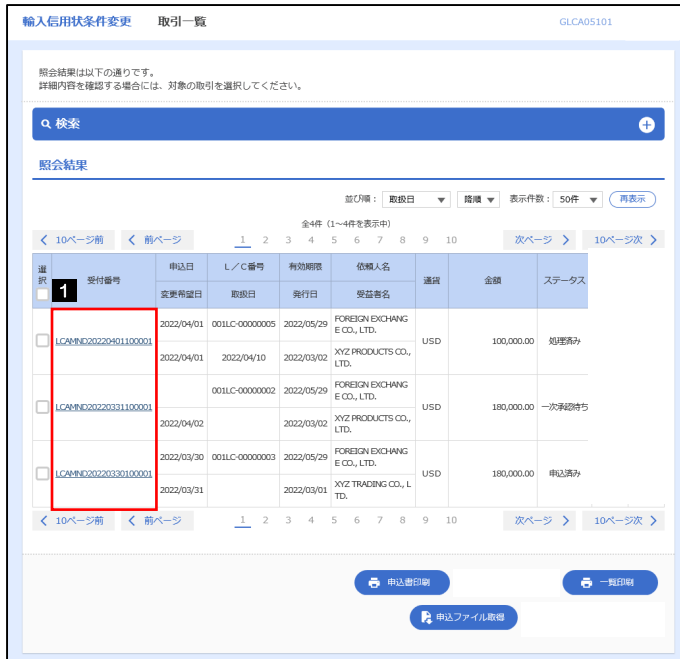 輸入信用状条件変更 取引一覧 GLCA05101
照会結果は以下の通りです。
詳細内容を確認する場合には、対象の取引を選択してください。
検索
照会結果
並び順： 取扱日 降順 表示件数： 50件 再表示
全4件（1～4件を表示中）
10ページ前 前ページ 1 2 3 4 5 6 7 8 9 10 次ページ 10ページ次
選択 受付番号 申込日 L／C番号 有効期限 依頼人名 通貨 金額 ステータス
1
変更希望日 取扱日 発行日 受益者名
LCAMND20220401100001 2022/04/01 001LC-00000005 2022/05/29 FOREIGN EXCHANG
E CO., LTD.
USD 100,000.00 処理済み
2022/04/01 2022/04/10 2022/03/02 XYZ PRODUCTS CO.,
LTD.
LCAMND20220331100001 001LC-00000002 2022/05/29 FOREIGN EXCHANG
E CO., LTD.
USD 180,000.00 一次承認待ち
2022/04/02 2022/03/02 XYZ PRODUCTS CO.,
LTD.
LCAMND20220330100001 2022/03/30 001LC-00000003 2022/05/29 FOREIGN EXCHANG
E CO., LTD.
USD 180,000.00 申込済み
2022/03/31 2022/03/01 XYZ TRADING CO., L
TD.
10ページ前 前ページ 1 2 3 4 5 6 7 8 9 10 次ページ 10ページ次
申込書印刷 一覧印刷
申込ファイル取得